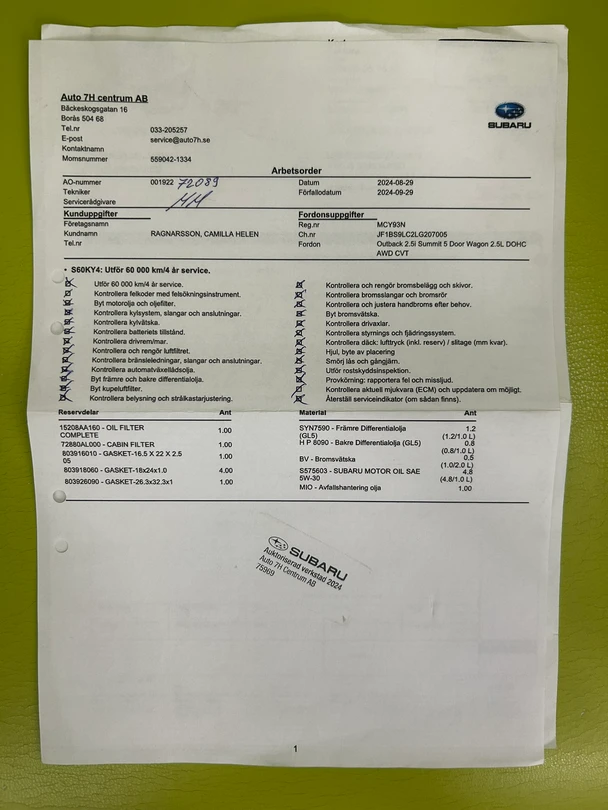 Auto 7H centrum AB
Bäckeskogsgatan 16
Borås 504 68
Tel.nr 033-205257
E-post service@auto7h.se
Kontaktnamn
Momsnummer 559042-1334
SUBARU
Arbetsorder
AO-nummer 001922 72089 Datum 2024-08-29
Tekniker Förfallodatum 2024-09-29
Servicerådgivare
Kunduppgifter Fordonsuppgifter
Företagsnamn Reg.nr MCY93N
Kundnamn RAGNARSSON, CAMILLA HELEN Ch.nr JF1BS9LC2LG207005
Tel.nr Fordon Outback 2.5i Summit 5 Door Wagon 2.5L DOHC
AWD CVT
• S60KY4: Utför 60 000 km/4 år service.
Utför 60 000 km/4 år service. Kontrollera och rengör bromsbelägg och skivor.
Kontrollera felkoder med felsökningsinstrument. Kontrollera bromsslangar och bromsrör
Byt motorolja och oljefilter. Kontrollera och justera handbroms efter behov.
Kontrollera kylsystem, slangar och anslutningar. Byt bromsvätska.
Kontrollera kylvätska. Kontrollera drivaxlar.
Kontrollera batteriets tillstånd. Kontrollera styrnings och fjädringssystem.
Kontrollera drivrem/mar. Kontrollera däck: lufttryck (inkl. reserv) / slitage (mm kvar).
Kontrollera och rengör luftfiltret. Hjul, byte av placering
Kontrollera bränsleledningar, slangar och anslutningar. Smörj lås och gångjärn.
Kontrollera automatväxellådsolja. Utför rostskyddsinspektion.
Byt främre och bakre differentialolja. Provkörning: rapportera fel och missljud.
Byt kupeluftfilter. Kontrollera aktuell mjukvara (ECM) och uppdatera om möjligt.
Kontrollera belysning och strålkastarjustering. Återställ serviceindikator (om sådan finns).
Reservdelar Ant Material Ant
15208AA160 - OIL FILTER COMPLETE 1.00
72880AL000 - CABIN FILTER 1.00
803916010 - GASKET-16.5 X 22 X 2.5 05 1.00
803918060 - GASKET-18x24x1.0 4.00
803926090 - GASKET-26.3x32.3x1 1.00
SYN7590 - Främre Differentialolja (GL5) 1.2 (1.2/1.0 L)
H P 8090 - Bakre Differentialolja (GL5) 0.8 (0.8/1.0 L)
BV - Bromsvätska 0.5 (1.0/2.0 L)
S575603 - SUBARU MOTOR OIL SAE 5W-30 4.8 (4.8/1.0 L)
MIO - Avfallshantering olja 1.00
SUBARU
Auktoriserad verkstad 2024
Auto 7H Centrum AB
75969
1